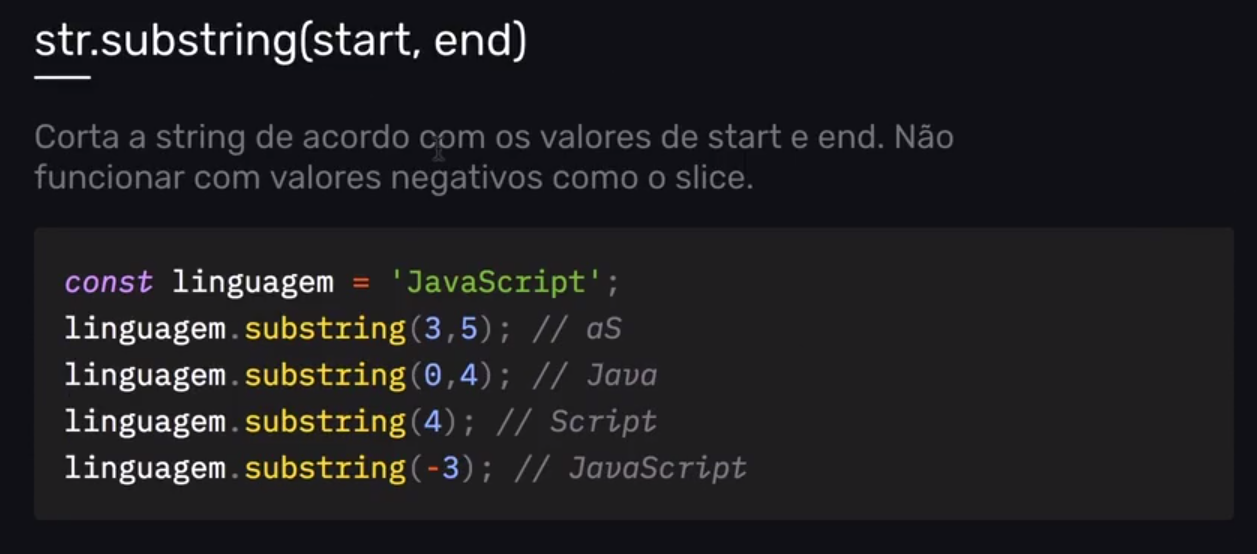 str.substring(start, end)
Corta a string de acordo com os valores de start e end. Não
funcionar com valores negativos como o slice.
const linguagem = 'JavaScript';
linguagem.substring(3,5); // aS
linguagem.substring(0,4); // Java
linguagem.substring(4); // Script
linguagem.substring(-3); // JavaScript